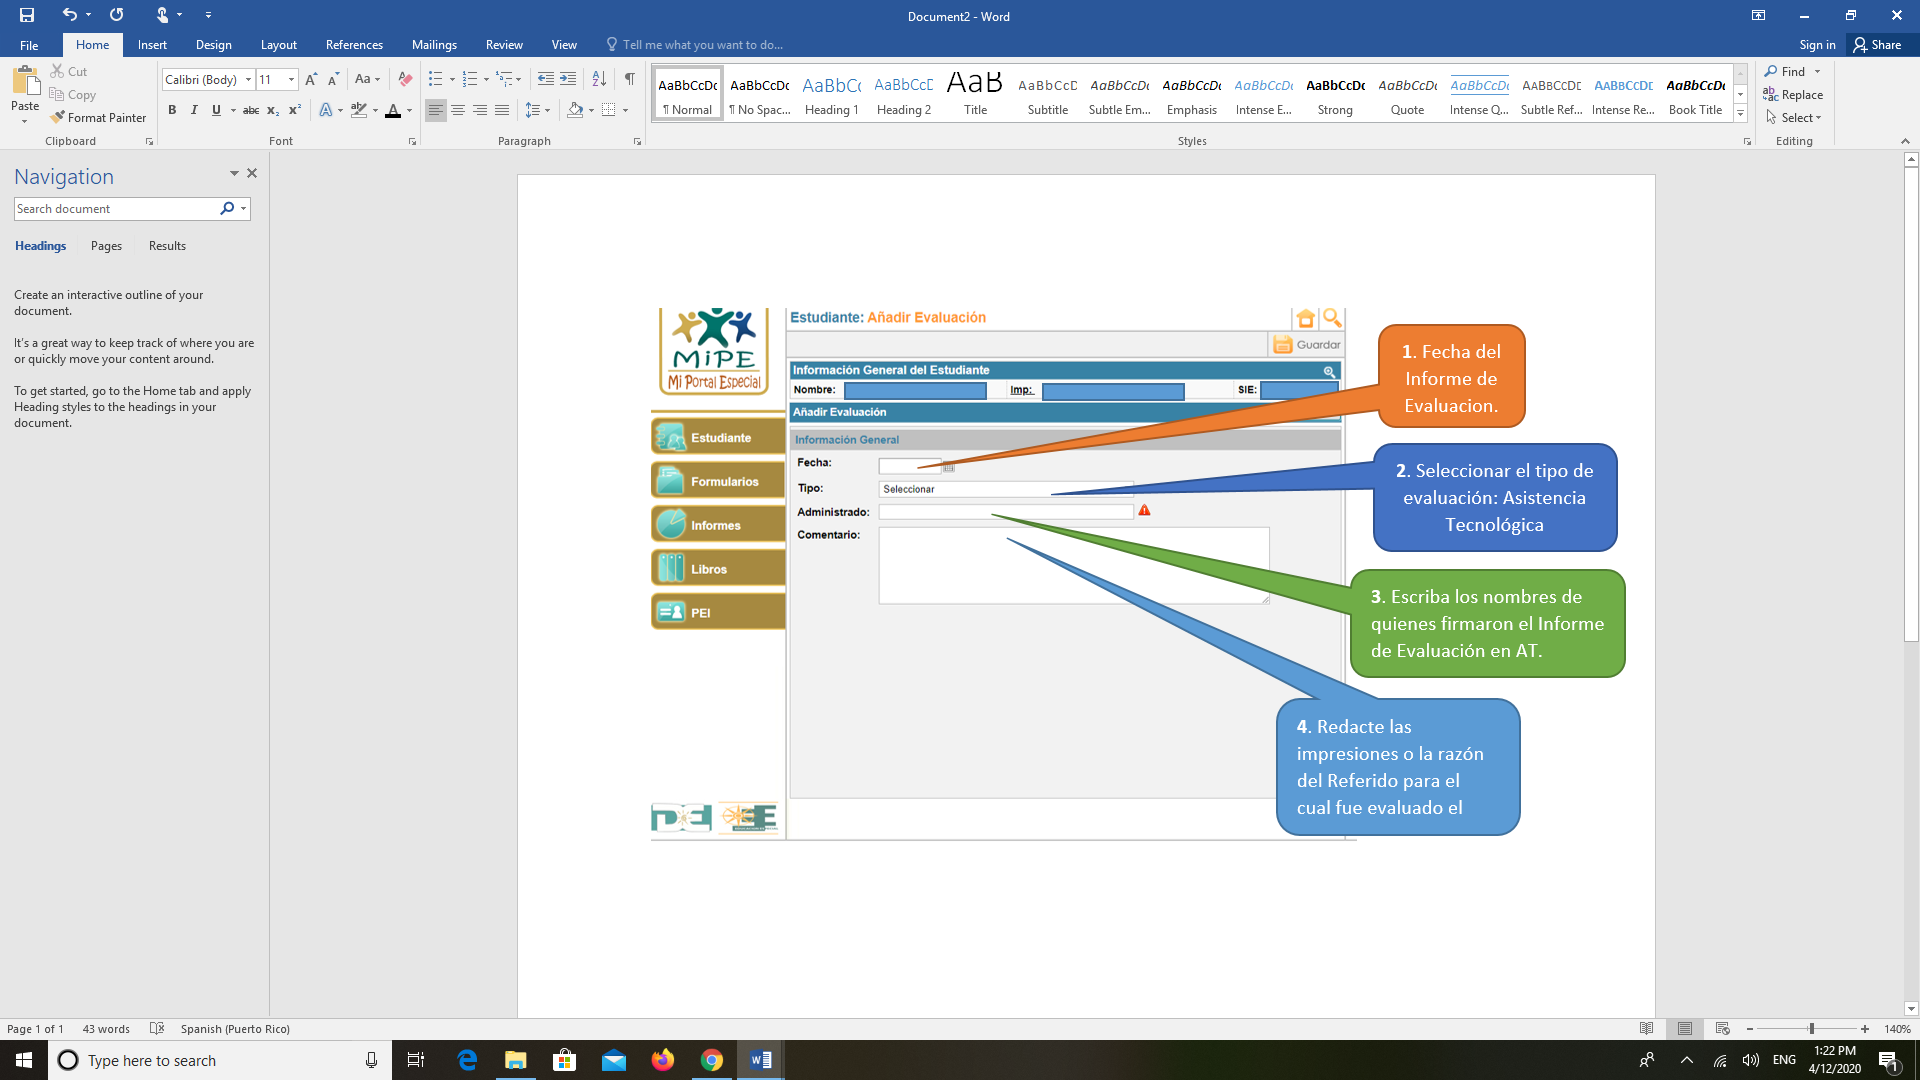 Document2 - Word
File Home Insert Design Layout References Mailings Review View Tell me what you want to do... Sign in Share
Paste
Cut
Copy
Format Painter
Clipboard
Calibri (Body) 11
Font
Paragraph
AaBbCcDc AaBbCcDc AaBbCc AaBbCcD AaB AaBbCcD AaBbCcDc AaBbCcDc AaBbCcDc AaBbCcDc AaBbCcDc AaBbCcDc AABBCCDE AABBCCDE AaBbCcDc
¶ Normal ¶ No Spac... Heading 1 Heading 2 Title Subtitle Subtle Em... Emphasis Intense E... Strong Quote Intense Q... Subtle Ref... Intense Re... Book Title
Styles
Find
Replace
Select
Editing
Navigation
Search document
Headings Pages Results
Create an interactive outline of your
document.
It's a great way to keep track of where you are
or quickly move your content around.
To get started, go to the Home tab and apply
Heading styles to the headings in your
document.
MiPE
Mi Portal Especial
Estudiante
Formularios
Informes
Libros
PEI
DE EE
Estudiante: Añadir Evaluación
Guardar
Información General del Estudiante
Nombre: Imp: SIE:
Añadir Evaluación
Información General
Fecha:
Tipo: Seleccionar
Administrado:
Comentario:
1. Fecha del
Informe de
Evaluacion.
2. Seleccionar el tipo de
evaluación: Asistencia
Tecnológica
3. Escriba los nombres de
quienes firmaron el Informe
de Evaluación en AT.
4. Redacte las
impresiones o la razón
del Referido para el
cual fue evaluado el
Page 1 of 1 43 words Spanish (Puerto Rico) 140%
Type here to search
ENG
1:22 PM
4/12/2020
1